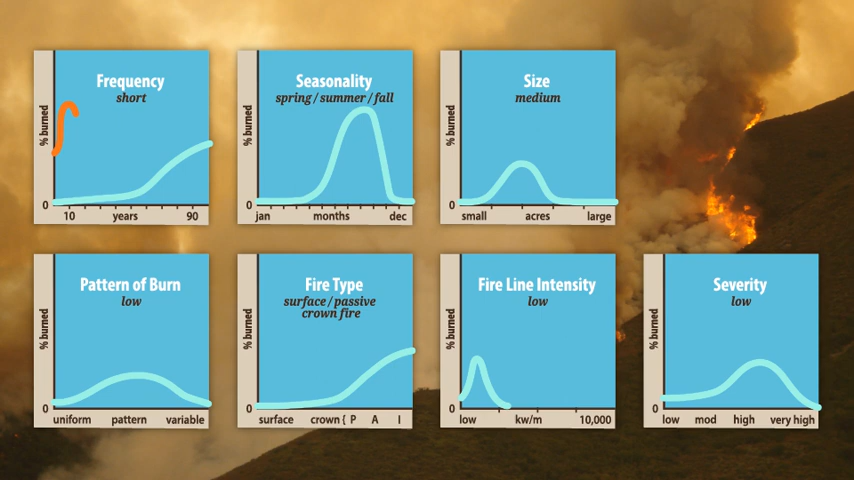 Frequency
short
% burned
0
10 years 90
Seasonality
spring / summer / fall
% burned
0
jan months dec
Size
medium
% burned
0
small acres large
Pattern of Burn
low
% burned
0
uniform pattern variable
Fire Type
surface / passive
crown fire
% burned
0
surface crown { P A I
Fire Line Intensity
low
% burned
0
low kw/m 10,000
Severity
low
% burned
0
low mod high very high